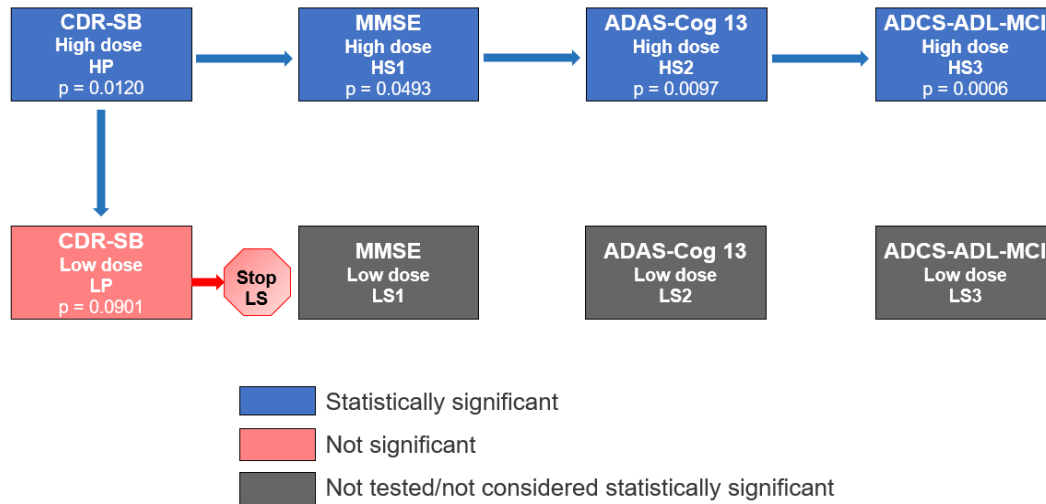 CDR-SB
High dose
HP
p = 0.0120
MMSE
High dose
HS1
p = 0.0493
ADAS-Cog 13
High dose
HS2
p = 0.0097
ADCS-ADL-MCI
High dose
HS3
p = 0.0006
CDR-SB
Low dose
LP
p = 0.0901
Stop
LS
MMSE
Low dose
LS1
ADAS-Cog 13
Low dose
LS2
ADCS-ADL-MCI
Low dose
LS3
Statistically significant
Not significant
Not tested/not considered statistically significant